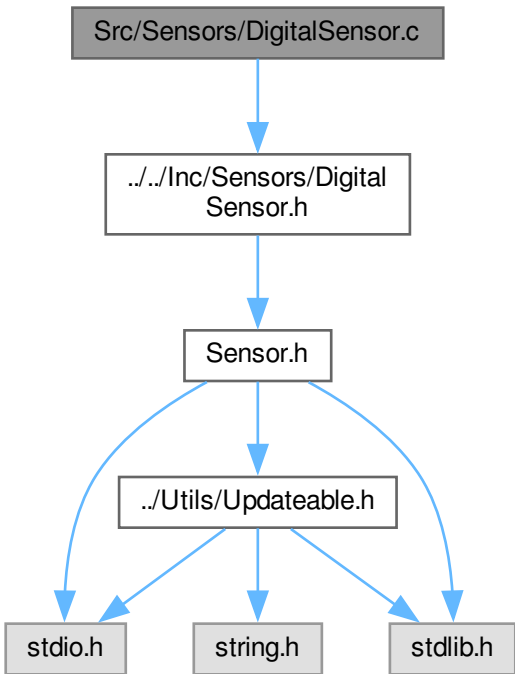 Src/Sensors/DigitalSensor.c
../../Inc/Sensors/Digital
Sensor.h
Sensor.h
../Utils/Updateable.h
stdio.h
string.h
stdlib.h